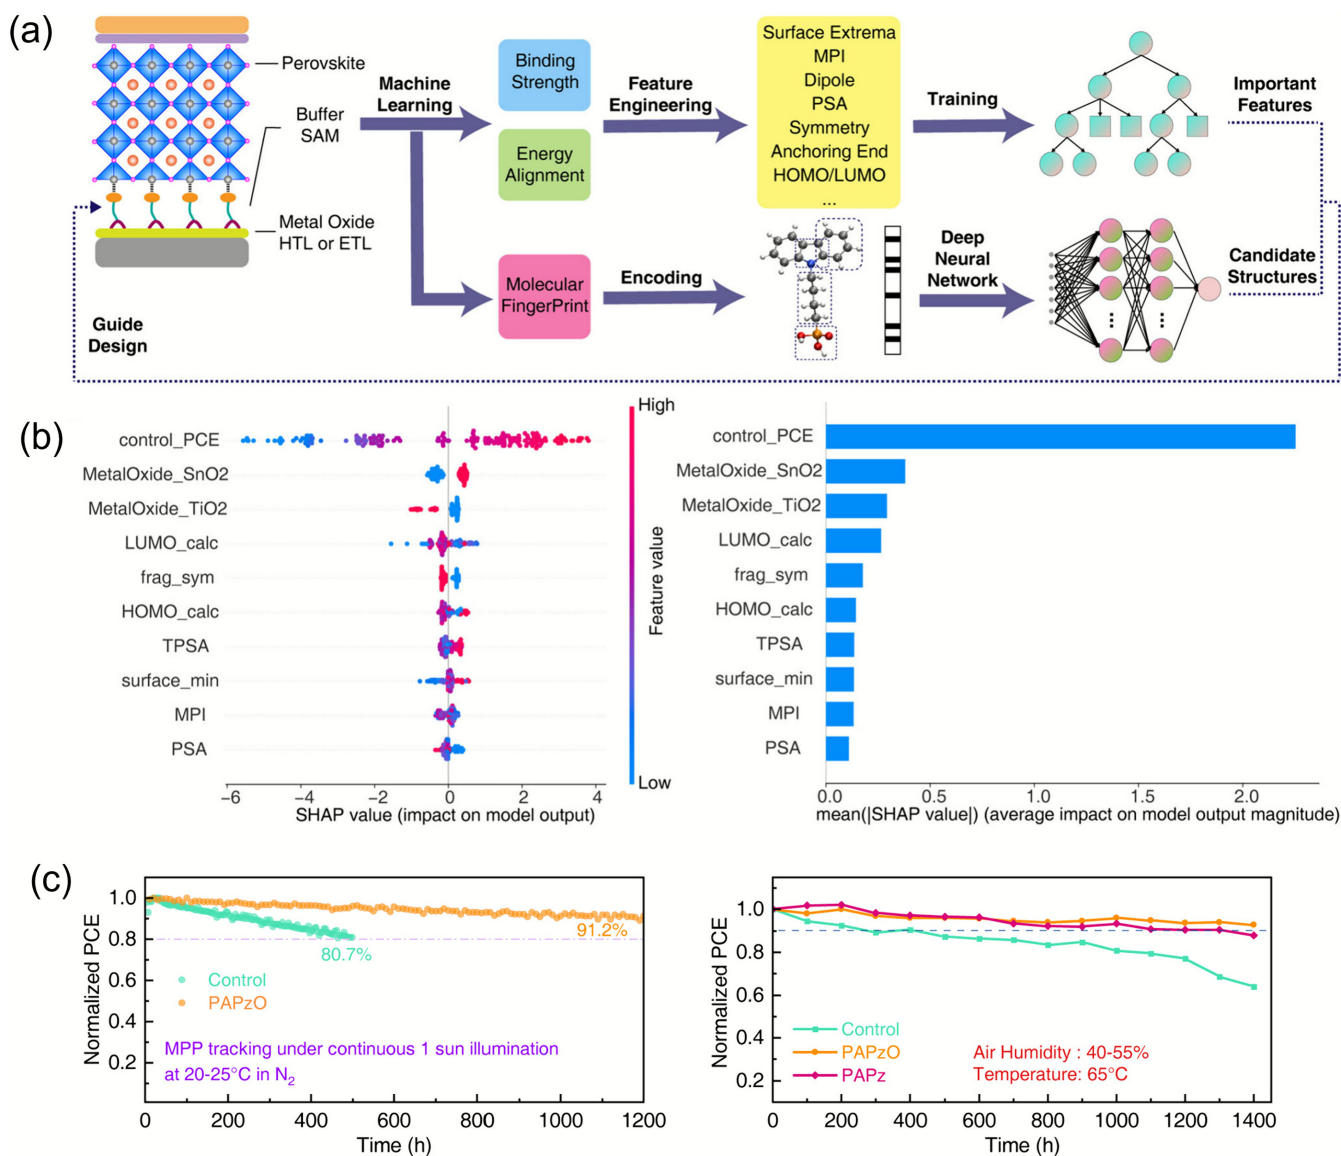 (a)
Perovskite
Buffer
SAM
Metal Oxide
HTL or ETL
Machine
Learning
Binding
Strength
Energy
Alignment
Molecular
FingerPrint
Feature
Engineering
Encoding
Surface Extrema
MPI
Dipole
PSA
Symmetry
Anchoring End
HOMO/LUMO
...
Training
Deep
Neural
Network
Important
Features
Candidate
Structures
Guide
Design
(b)
control_PCE
MetalOxide_SnO2
MetalOxide_TiO2
LUMO_calc
frag_sym
HOMO_calc
TPSA
surface_min
MPI
PSA
−6 −4 −2 0 2 4
SHAP value (impact on model output)
High
Feature value
Low
control_PCE
MetalOxide_SnO2
MetalOxide_TiO2
LUMO_calc
frag_sym
HOMO_calc
TPSA
surface_min
MPI
PSA
0.0 0.5 1.0 1.5 2.0
mean(|SHAP value|) (average impact on model output magnitude)
(c)
Normalized PCE
1.0
0.8
0.6
0.4
0.2
91.2%
80.7%
Control
PAPzO
MPP tracking under continuous 1 sun illumination
at 20-25°C in N₂
0 200 400 600 800 1000 1200
Time (h)
Normalized PCE
1.0
0.8
0.6
0.4
0.2
Control
PAPzO
PAPz
Air Humidity : 40-55%
Temperature: 65°C
0 200 400 600 800 1000 1200 1400
Time (h)